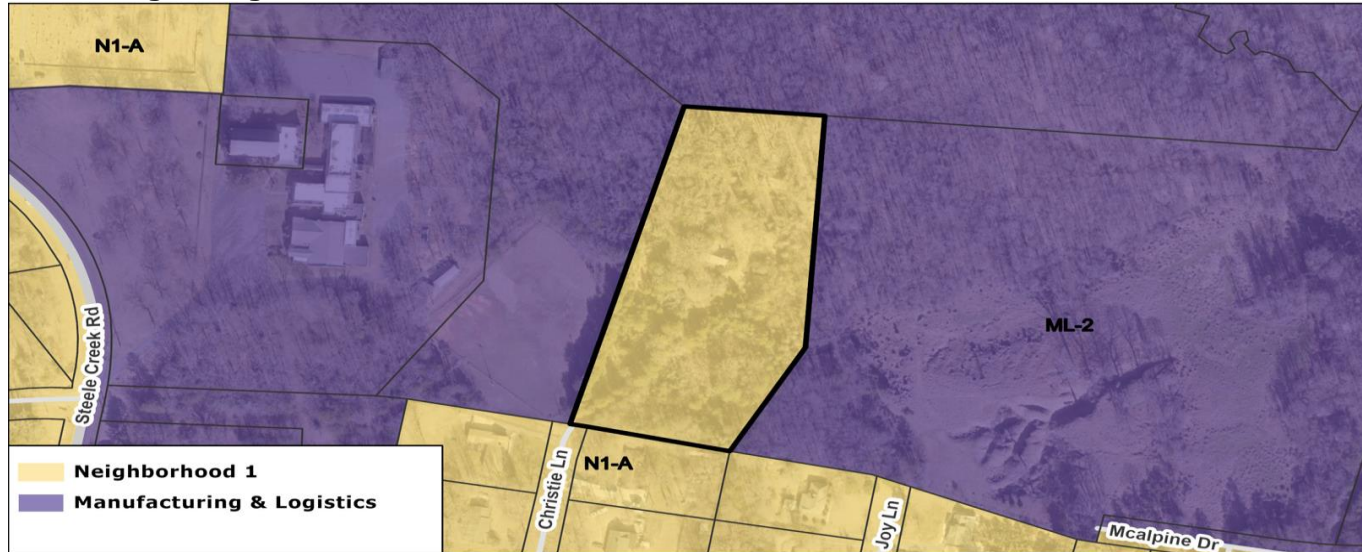 N1-A
ML-2
Steele Creek Rd
Christie Ln
N1-A
Joy Ln
Mcalpine Dr
Neighborhood 1
Manufacturing & Logistics